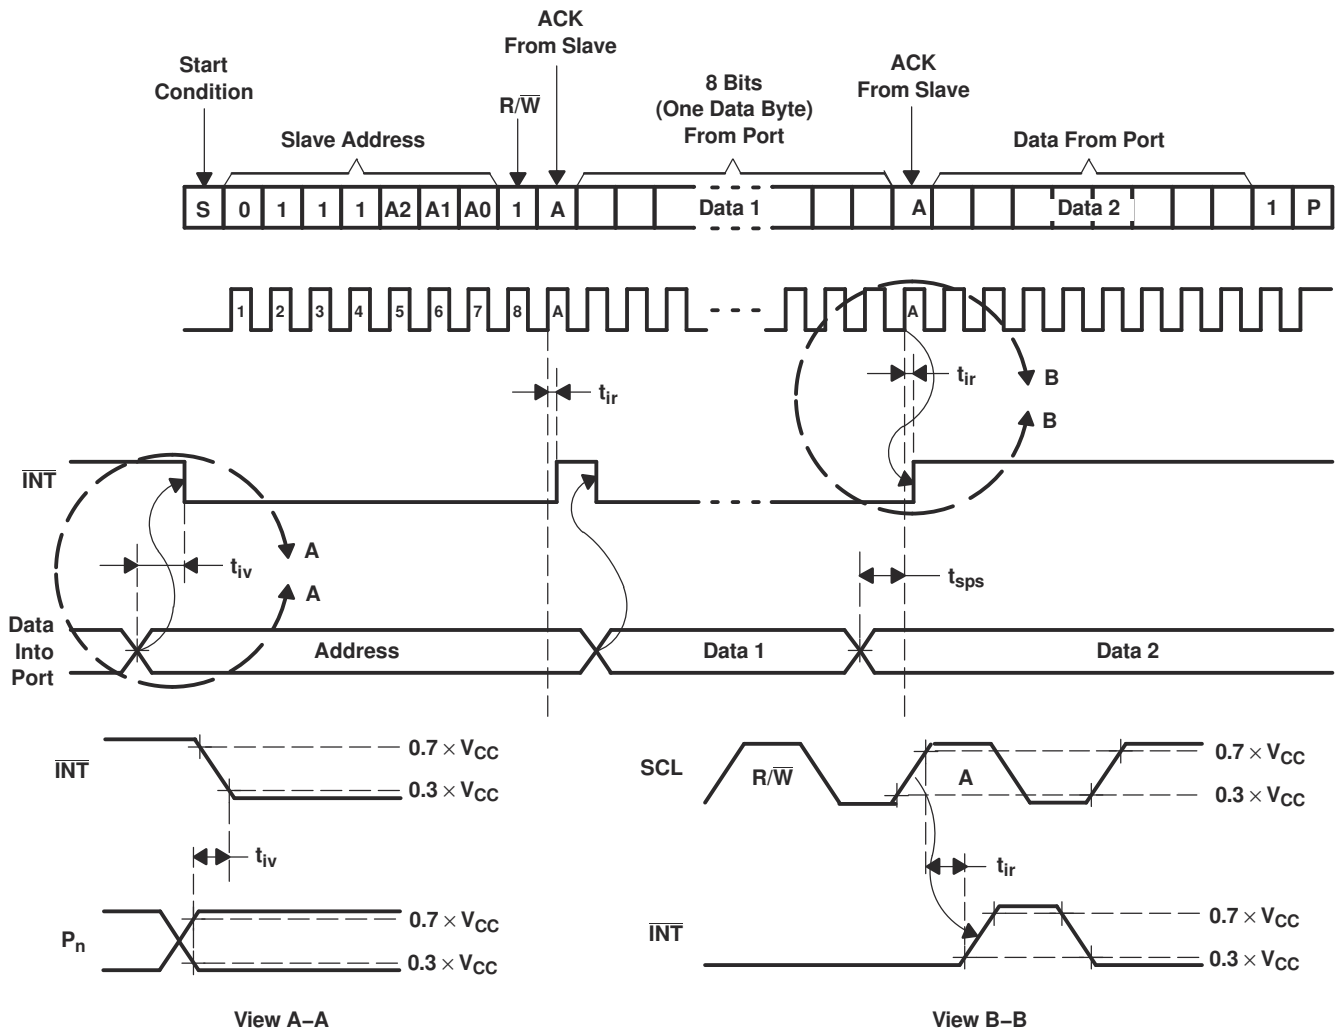 ACK
From Slave
Start
Condition
R/W̅
8 Bits
(One Data Byte)
From Port
ACK
From Slave
Slave Address
Data From Port
S 0 1 1 1 A2 A1 A0 1 A Data 1 A Data 2 1 P
1 2 3 4 5 6 7 8 A A
t_ir
t_ir
B
B
I̅N̅T̅
A
t_iv
A
t_sps
Data
Into
Port
Address
Data 1
Data 2
I̅N̅T̅
0.7 × V_CC
0.3 × V_CC
t_iv
P_n
0.7 × V_CC
0.3 × V_CC
View A–A
SCL
R/W̅
A
0.7 × V_CC
0.3 × V_CC
t_ir
I̅N̅T̅
0.7 × V_CC
0.3 × V_CC
View B–B